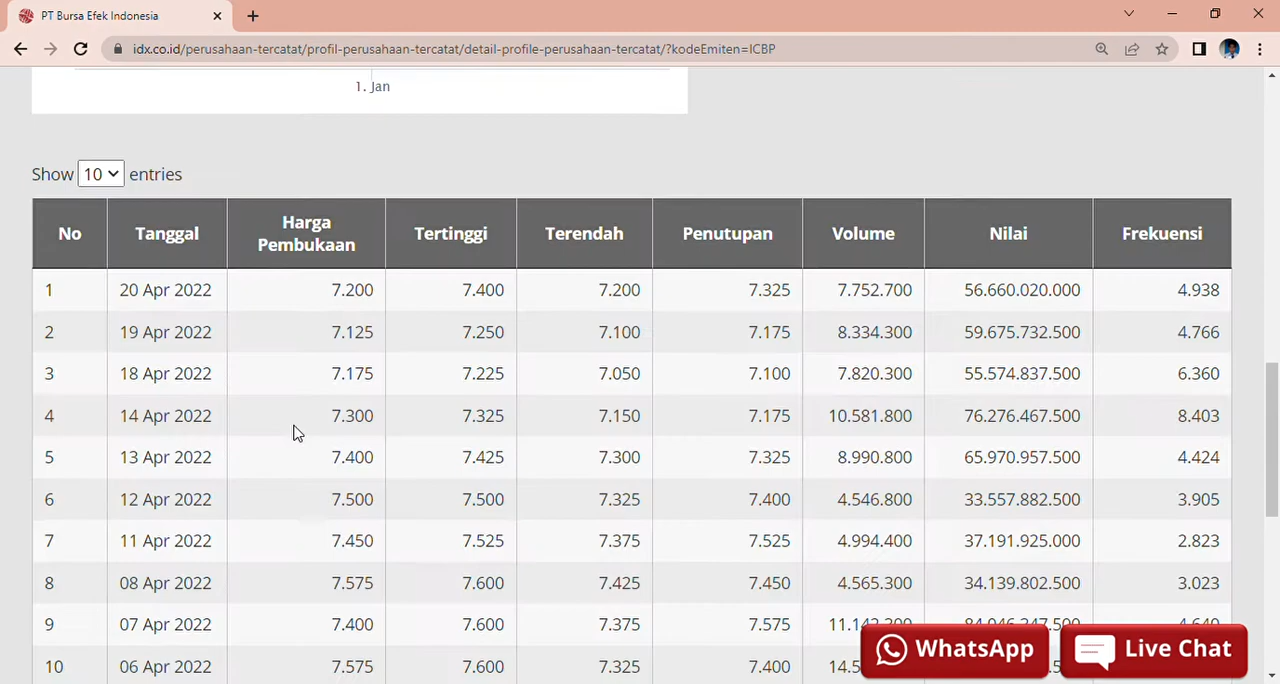 PT Bursa Efek Indonesia
idx.co.id/perusahaan-tercatat/profil-perusahaan-tercatat/detail-profile-perusahaan-tercatat/?kodeEmiten=ICBP
1. Jan
Show 10 entries
No Tanggal Harga Pembukaan Tertinggi Terendah Penutupan Volume Nilai Frekuensi
1 20 Apr 2022 7.200 7.400 7.200 7.325 7.752.700 56.660.020.000 4.938
2 19 Apr 2022 7.125 7.250 7.100 7.175 8.334.300 59.675.732.500 4.766
3 18 Apr 2022 7.175 7.225 7.050 7.100 7.820.300 55.574.837.500 6.360
4 14 Apr 2022 7.300 7.325 7.150 7.175 10.581.800 76.276.467.500 8.403
5 13 Apr 2022 7.400 7.425 7.300 7.325 8.990.800 65.970.957.500 4.424
6 12 Apr 2022 7.500 7.500 7.325 7.400 4.546.800 33.557.882.500 3.905
7 11 Apr 2022 7.450 7.525 7.375 7.525 4.994.400 37.191.925.000 2.823
8 08 Apr 2022 7.575 7.600 7.425 7.450 4.565.300 34.139.802.500 3.023
9 07 Apr 2022 7.400 7.600 7.375 7.575
10 06 Apr 2022 7.575 7.600 7.325 7.400
WhatsApp
Live Chat